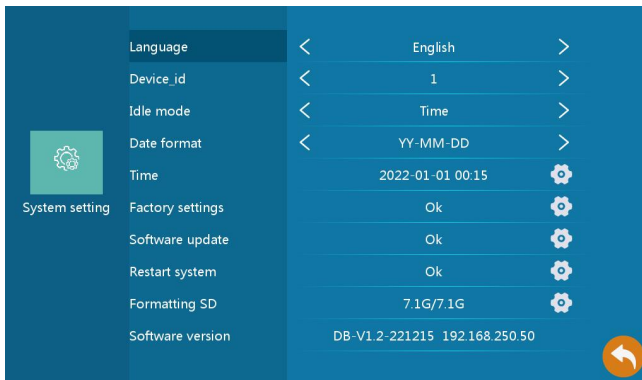 Language English
Device_id 1
Idle mode Time
Date format YY-MM-DD
Time 2022-01-01 00:15
System setting Factory settings Ok
Software update Ok
Restart system Ok
Formatting SD 7.1G/7.1G
Software version DB-V1.2-221215 192.168.250.50